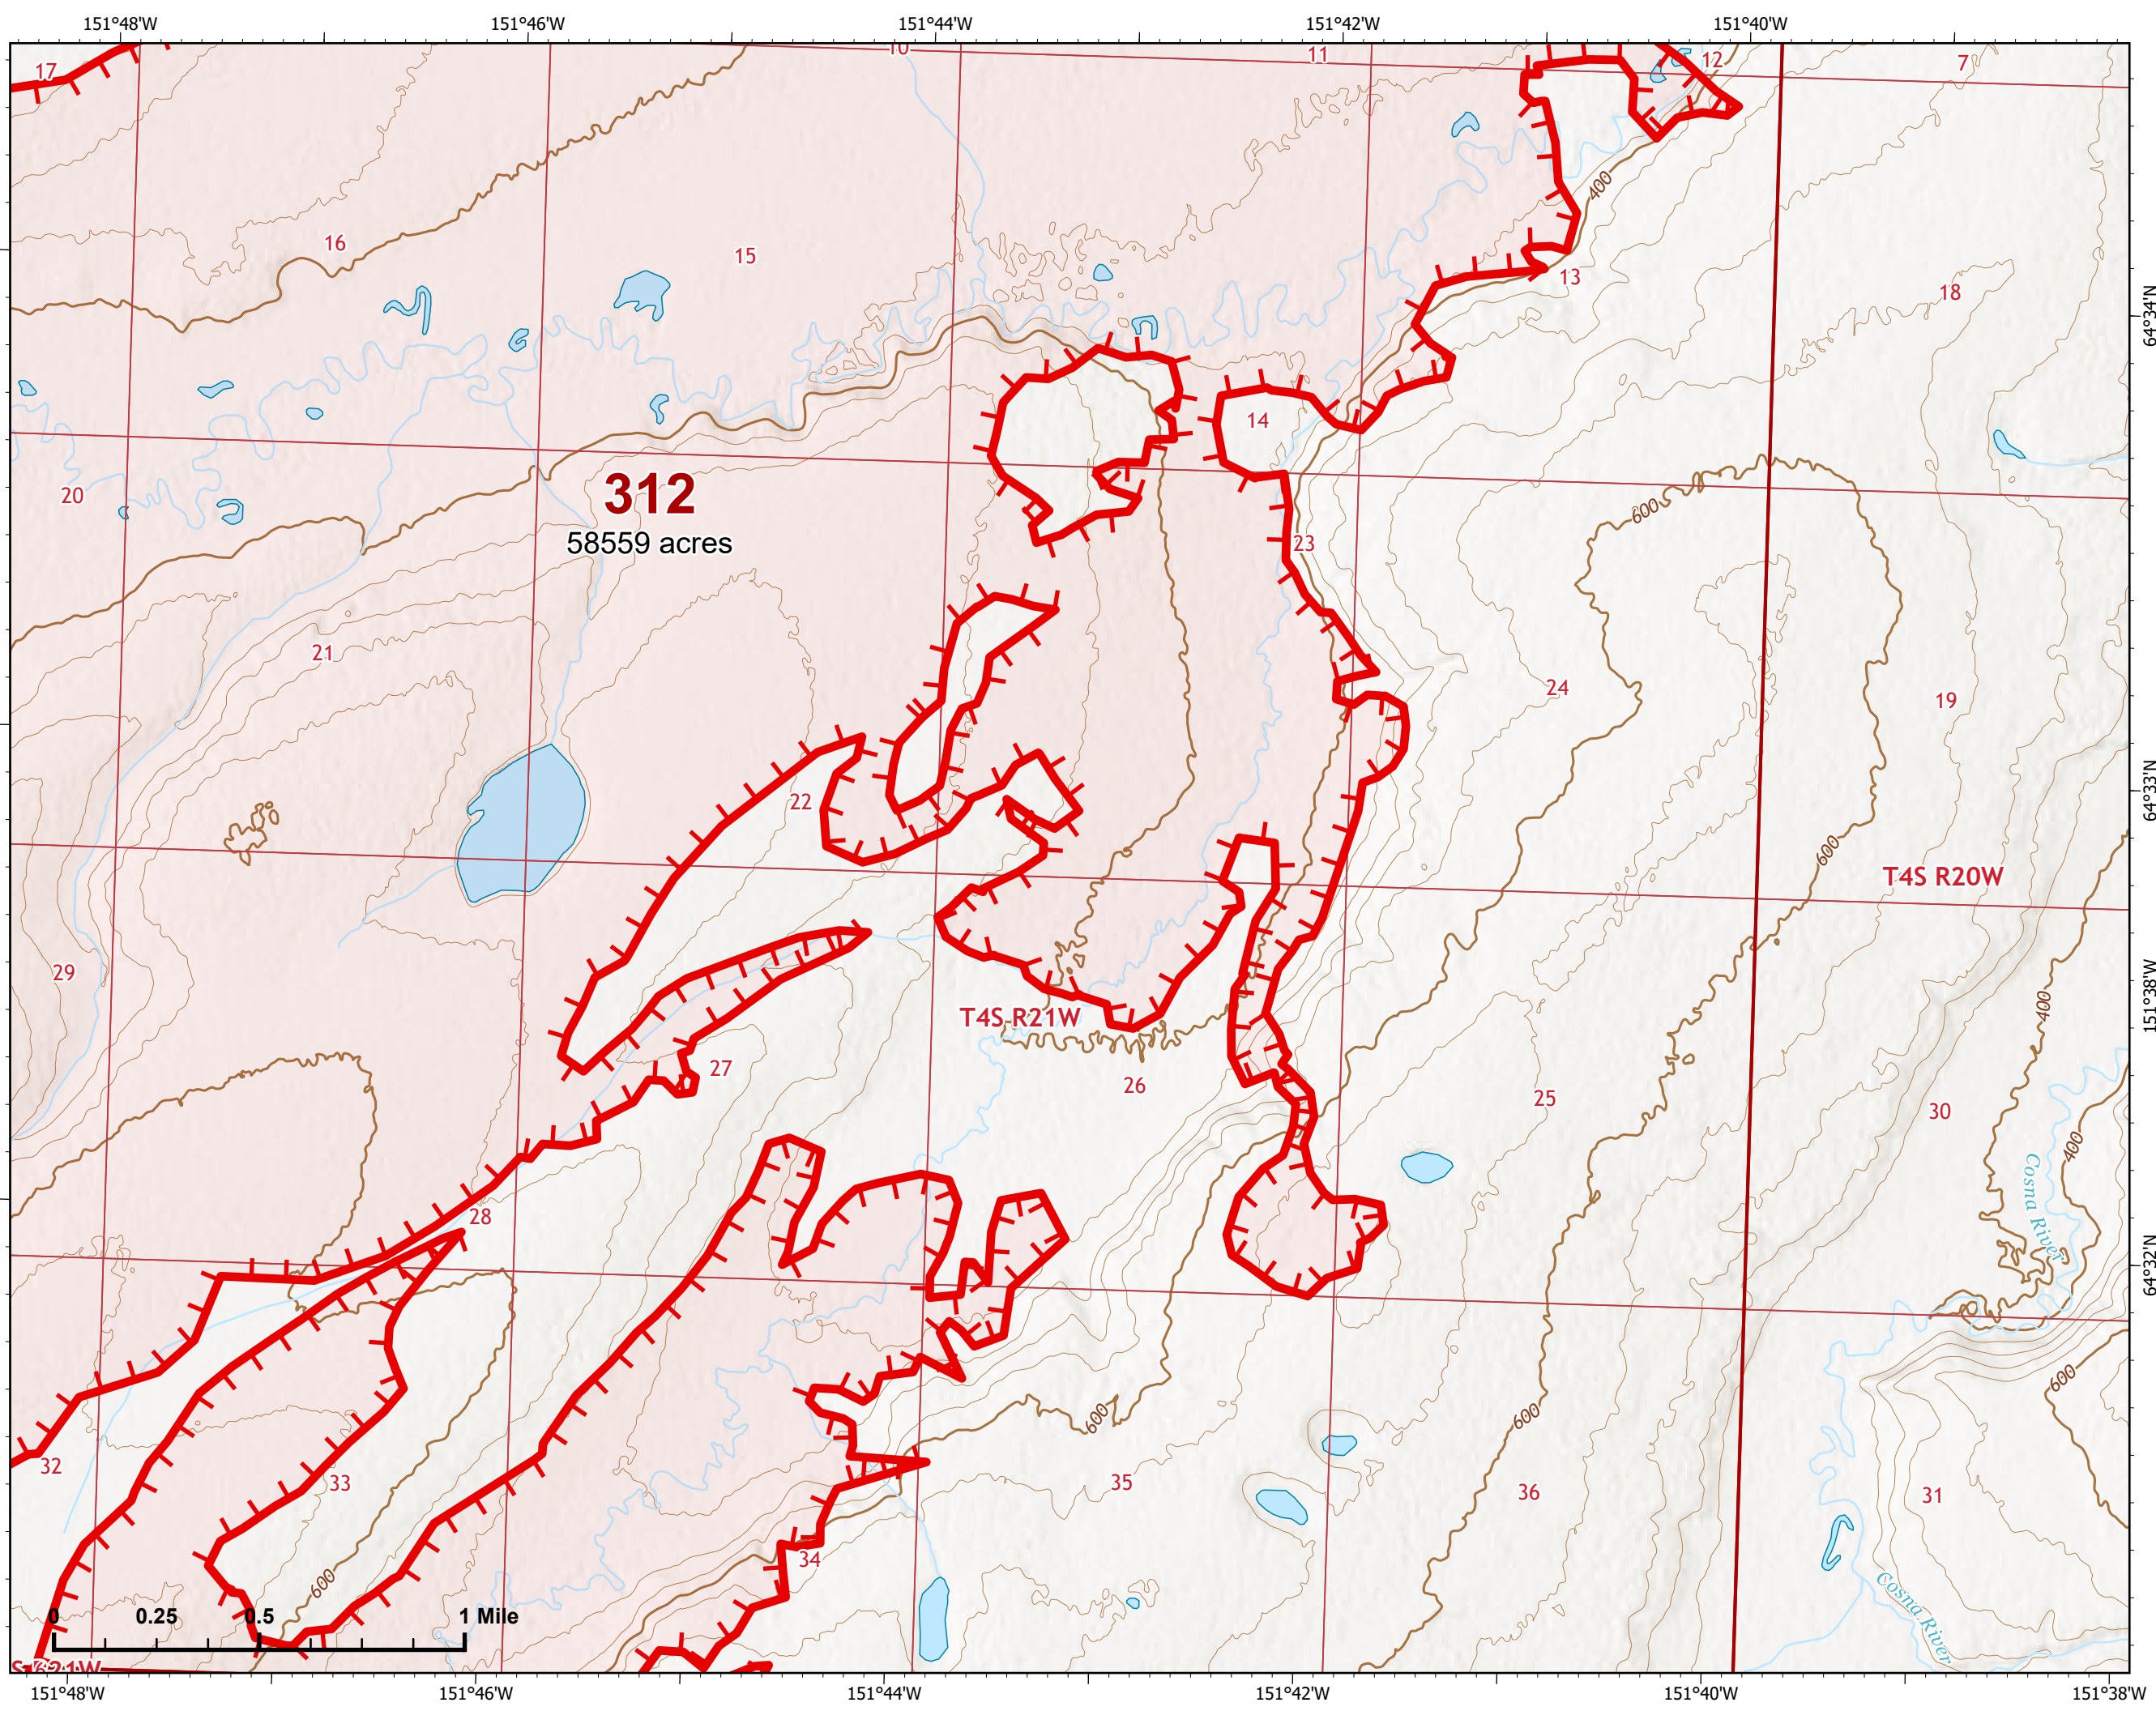 151°48'W 151°46'W 151°44'W 151°42'W 151°40'W
10 11 12 7
17
400
16 15 13 18
64°34'N
14
20 312 600
58559 acres 23
21 24 19
22 64°33'N
600
T4S R20W
29 151°38'W
400
T4S R21W
27 26 25 30
400
Cosna River
28
64°32'N
600
600 600
32 33 35 36 31
34
600
Cosna River
0 0.25 0.5 1 Mile
151°48'W 151°46'W 151°44'W 151°42'W 151°40'W 151°38'W